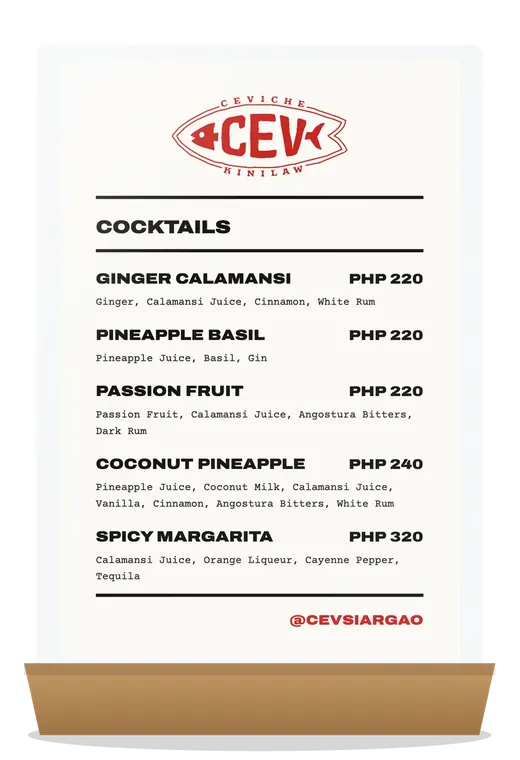 CEVICHE
CEV
KINILAW
COCKTAILS
GINGER CALAMANSI PHP 220
Ginger, Calamansi Juice, Cinnamon, White Rum
PINEAPPLE BASIL PHP 220
Pineapple Juice, Basil, Gin
PASSION FRUIT PHP 220
Passion Fruit, Calamansi Juice, Angostura Bitters,
Dark Rum
COCONUT PINEAPPLE PHP 240
Pineapple Juice, Coconut Milk, Calamansi Juice,
Vanilla, Cinnamon, Angostura Bitters, White Rum
SPICY MARGARITA PHP 320
Calamansi Juice, Orange Liqueur, Cayenne Pepper,
Tequila
@CEVSIARGAO